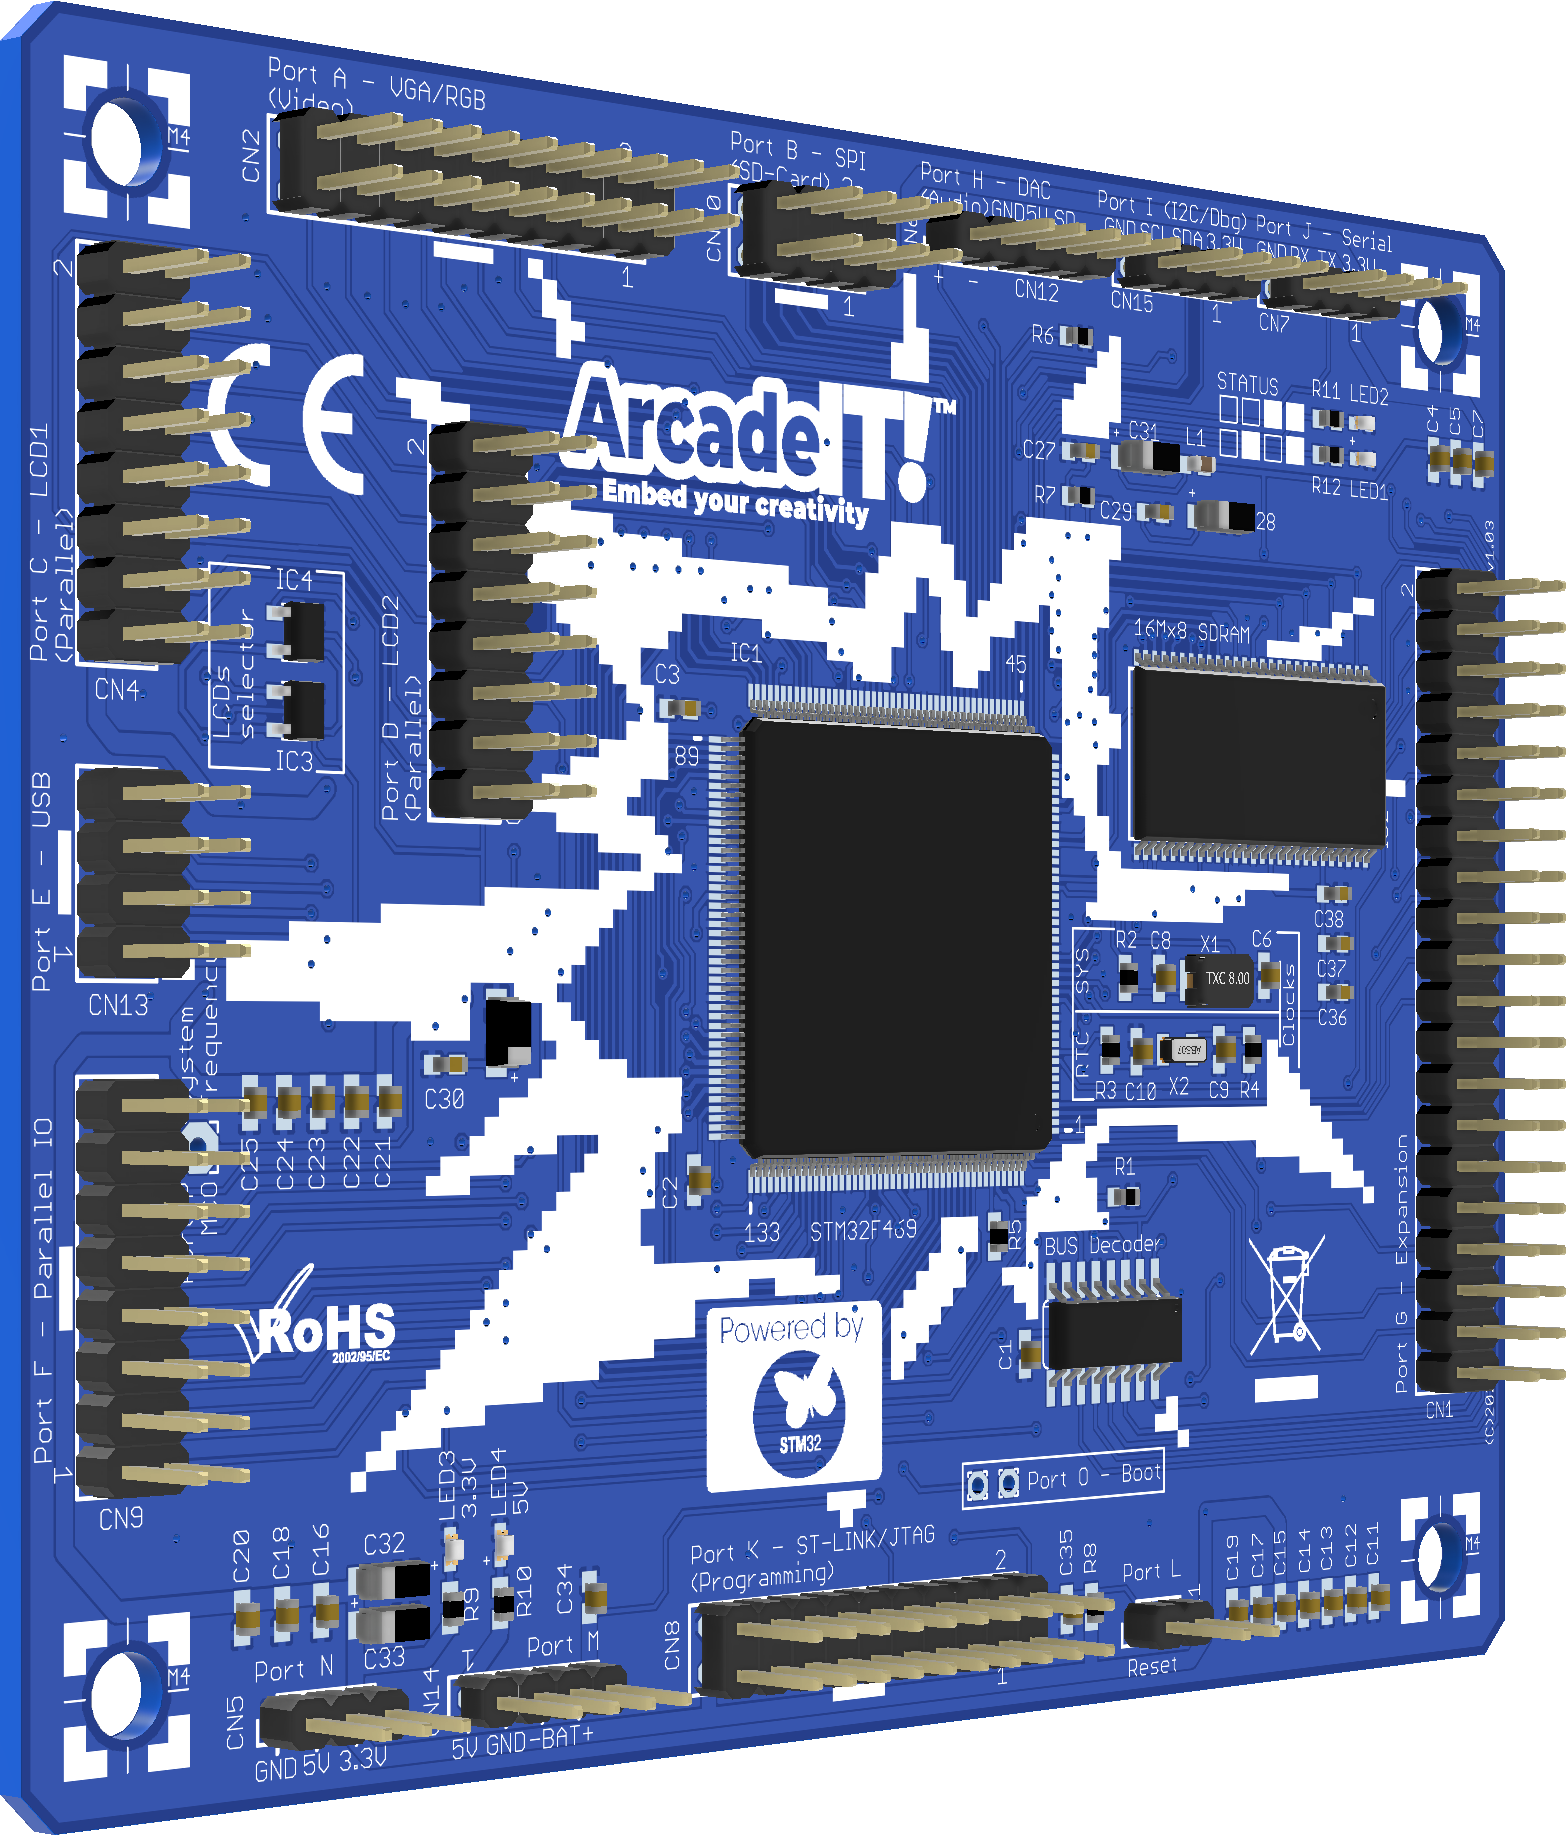 Port A - VGA/RGB
(Video)
CN2
1
Port B - SPI
(SD-Card) 2
1
Port H - DAC
(Audio) GND 5V SD
+ -
CN12
Port I (I2C/Dbg)
GND SCL SDA 3.3V
CN15
1
Port J - Serial
GND RX TX 3.3V
CN7
1
M4
M4
2
Port C - LCD1
(Parallel)
CN4
CE
2
ArcadeIT!™
Embed your creativity
R6
STATUS
R11 LED2
R12 LED1
C4
C5
C7
C27
+
C31
L1
R7
C29
+
28
v1.03
IC4
LCDs
selector
IC3
Port D - LCD2
(Parallel)
C3
IC1
45
89
16Mx8 SDRAM
2
Port E - USB
1
CN13
C38
C37
C36
SYS
R2
C8
X1
C6
TXC 8.00
RTC
R3
C10
X2
C9
R4
AB507
Clocks
System
frequency
MCO
C30
+
C25
C24
C23
C22
C21
C2
133
STM32F469
1
R1
R5
BUS Decoder
C1
Port F - Parallel IO
1
CN9
RoHS
2002/95/EC
Powered by
STM32
Port G - Expansion
CN1
Port O - Boot
LED3
3.3V
LED4
5V
C20
C18
C16
C32
+
C33
+
R9
+
R10
C34
Port K - ST-LINK/JTAG
(Programming)
2
CN8
1
C35
R8
Port L
1
Reset
C19
C17
C15
C14
C13
C12
C11
M4
M4
Port N
CN5
GND 5V 3.3V
Port M
1
CN14
5V GND-BAT+